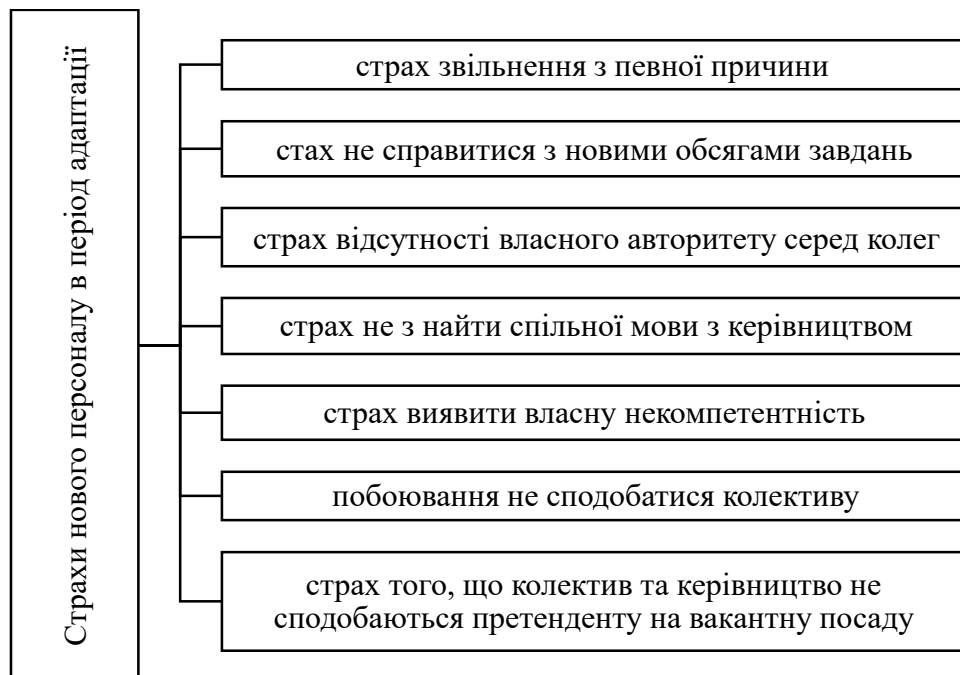 Страхи нового персоналу в період адаптації
страх звільнення з певної причини
стах не справитися з новими обсягами завдань
страх відсутності власного авторитету серед колег
страх не з найти спільної мови з керівництвом
страх виявити власну некомпетентність
побоювання не сподобатися колективу
страх того, що колектив та керівництво не
сподобаються претенденту на вакантну посаду